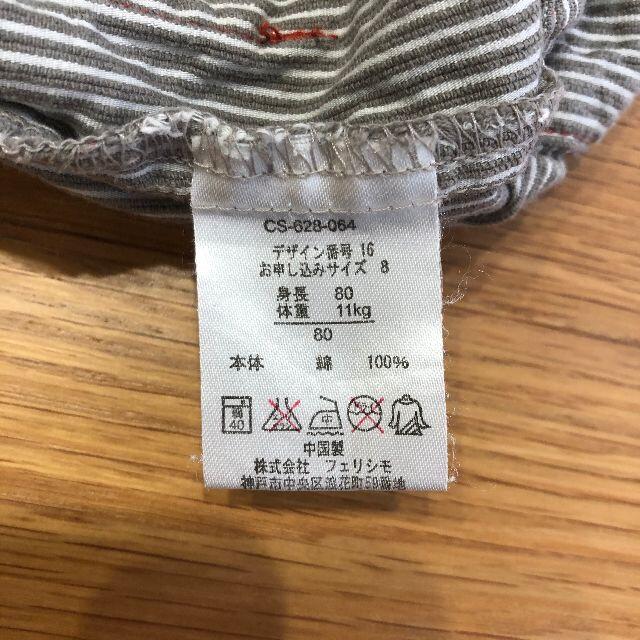 CS-628-064
デザイン番号 16
お申し込みサイズ 8
身長 80
体重 11kg
80
本体 綿 100%
40 中
中国製
株式会社 フェリシモ
神戸市中央区浪花町59番地